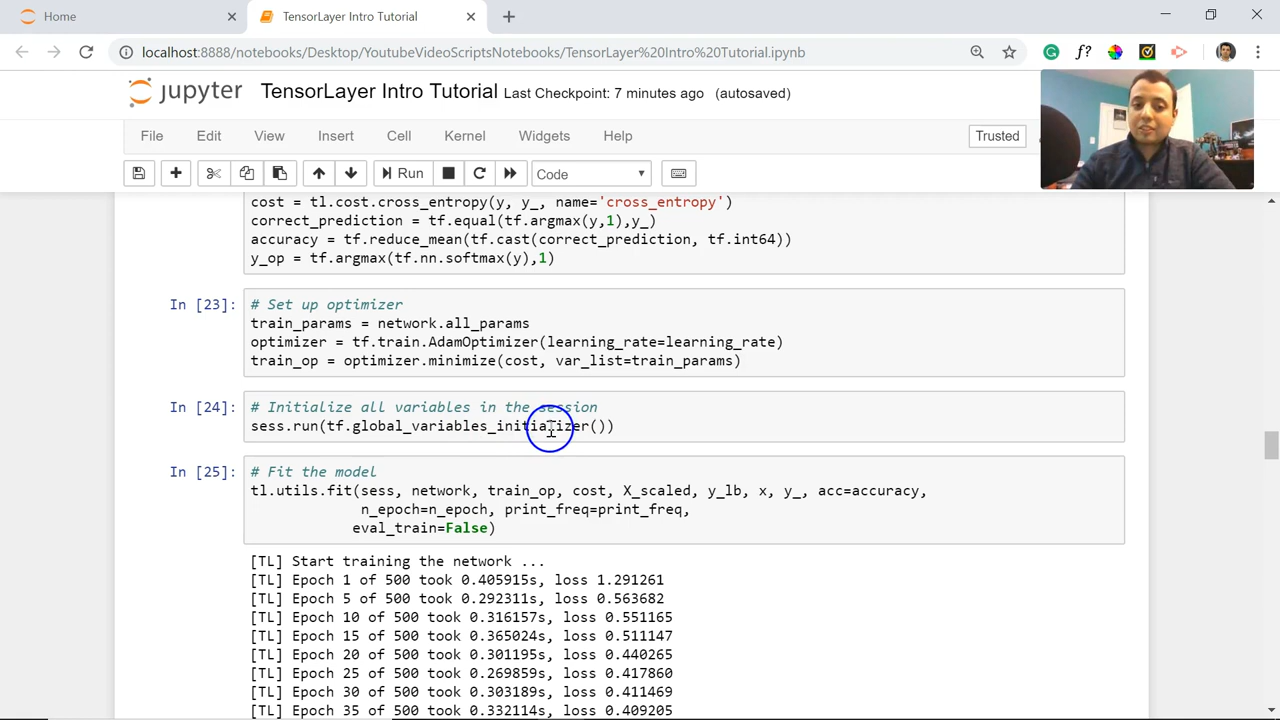 Home
TensorLayer Intro Tutorial
localhost:8888/notebooks/Desktop/YoutubeVideoScriptsNotebooks/TensorLayer%20Intro%20Tutorial.ipynb
f?
jupyter TensorLayer Intro Tutorial Last Checkpoint: 7 minutes ago (autosaved)
File Edit View Insert Cell Kernel Widgets Help Trusted
Run Code
cost = tl.cost.cross_entropy(y, y_, name='cross_entropy')
correct_prediction = tf.equal(tf.argmax(y,1),y_)
accuracy = tf.reduce_mean(tf.cast(correct_prediction, tf.int64))
y_op = tf.argmax(tf.nn.softmax(y),1)
In [23]: # Set up optimizer
train_params = network.all_params
optimizer = tf.train.AdamOptimizer(learning_rate=learning_rate)
train_op = optimizer.minimize(cost, var_list=train_params)
In [24]: # Initialize all variables in the session
sess.run(tf.global_variables_initializer())
In [25]: # Fit the model
tl.utils.fit(sess, network, train_op, cost, X_scaled, y_lb, x, y_, acc=accuracy,
n_epoch=n_epoch, print_freq=print_freq,
eval_train=False)
[TL] Start training the network ...
[TL] Epoch 1 of 500 took 0.405915s, loss 1.291261
[TL] Epoch 5 of 500 took 0.292311s, loss 0.563682
[TL] Epoch 10 of 500 took 0.316157s, loss 0.551165
[TL] Epoch 15 of 500 took 0.365024s, loss 0.511147
[TL] Epoch 20 of 500 took 0.301195s, loss 0.440265
[TL] Epoch 25 of 500 took 0.269859s, loss 0.417860
[TL] Epoch 30 of 500 took 0.303189s, loss 0.411469
[TL] Epoch 35 of 500 took 0.332114s, loss 0.409205